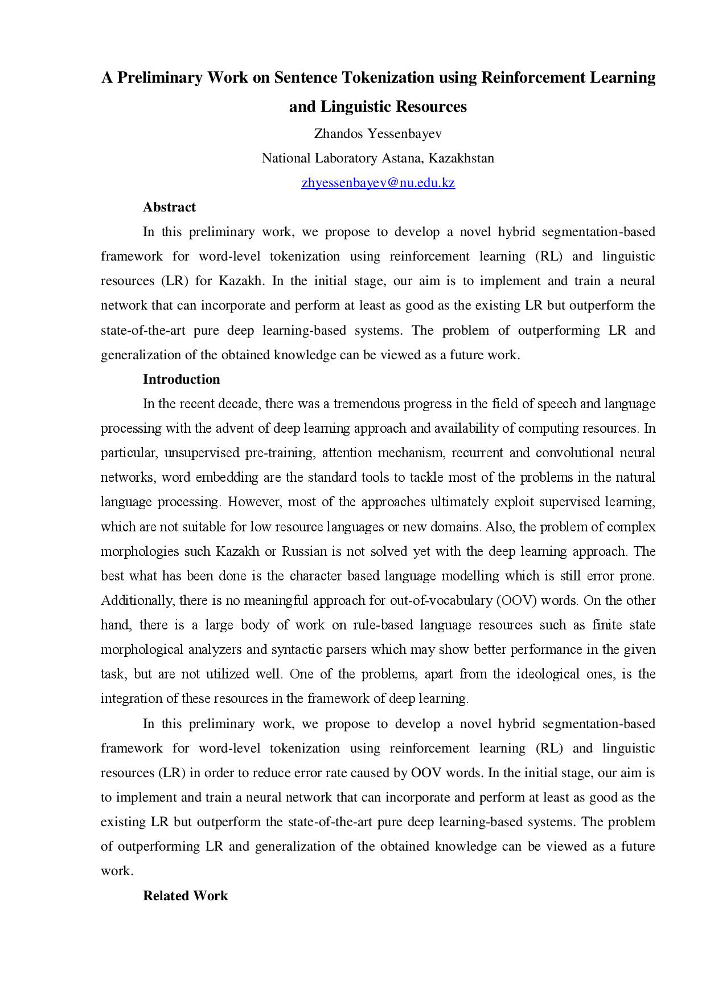 A Preliminary Work on Sentence Tokenization using Reinforcement Learning
and Linguistic Resources
Zhandos Yessenbayev
National Laboratory Astana, Kazakhstan
zhyessenbayev@nu.edu.kz
Abstract
In this preliminary work, we propose to develop a novel hybrid segmentation-based
framework for word-level tokenization using reinforcement learning (RL) and linguistic
resources (LR) for Kazakh. In the initial stage, our aim is to implement and train a neural
network that can incorporate and perform at least as good as the existing LR but outperform the
state-of-the-art pure deep learning-based systems. The problem of outperforming LR and
generalization of the obtained knowledge can be viewed as a future work.
Introduction
In the recent decade, there was a tremendous progress in the field of speech and language
processing with the advent of deep learning approach and availability of computing resources. In
particular, unsupervised pre-training, attention mechanism, recurrent and convolutional neural
networks, word embedding are the standard tools to tackle most of the problems in the natural
language processing. However, most of the approaches ultimately exploit supervised learning,
which are not suitable for low resource languages or new domains. Also, the problem of complex
morphologies such Kazakh or Russian is not solved yet with the deep learning approach. The
best what has been done is the character based language modelling which is still error prone.
Additionally, there is no meaningful approach for out-of-vocabulary (OOV) words. On the other
hand, there is a large body of work on rule-based language resources such as finite state
morphological analyzers and syntactic parsers which may show better performance in the given
task, but are not utilized well. One of the problems, apart from the ideological ones, is the
integration of these resources in the framework of deep learning.
In this preliminary work, we propose to develop a novel hybrid segmentation-based
framework for word-level tokenization using reinforcement learning (RL) and linguistic
resources (LR) in order to reduce error rate caused by OOV words. In the initial stage, our aim is
to implement and train a neural network that can incorporate and perform at least as good as the
existing LR but outperform the state-of-the-art pure deep learning-based systems. The problem
of outperforming LR and generalization of the obtained knowledge can be viewed as a future
work.
Related Work